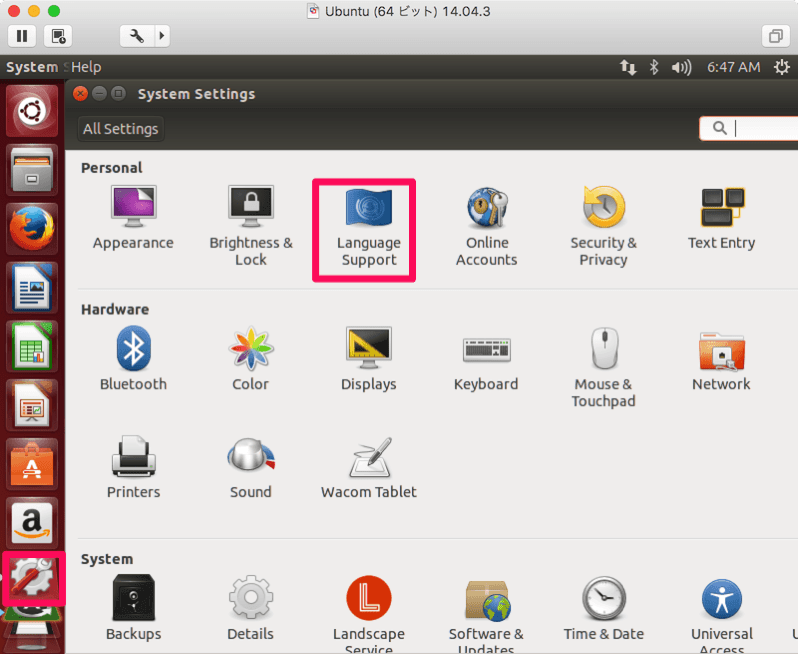 Ubuntu (64 ビット) 14.04.3
System Help 6:47 AM
System Settings
All Settings
Personal
Appearance
Brightness &
Lock
Language
Support
Online
Accounts
Security &
Privacy
Text Entry
Hardware
Bluetooth
Color
Displays
Keyboard
Mouse &
Touchpad
Network
Printers
Sound
Wacom Tablet
System
Backups
Details
Landscape
Service
Software &
Updates
Time & Date
Universal
Access